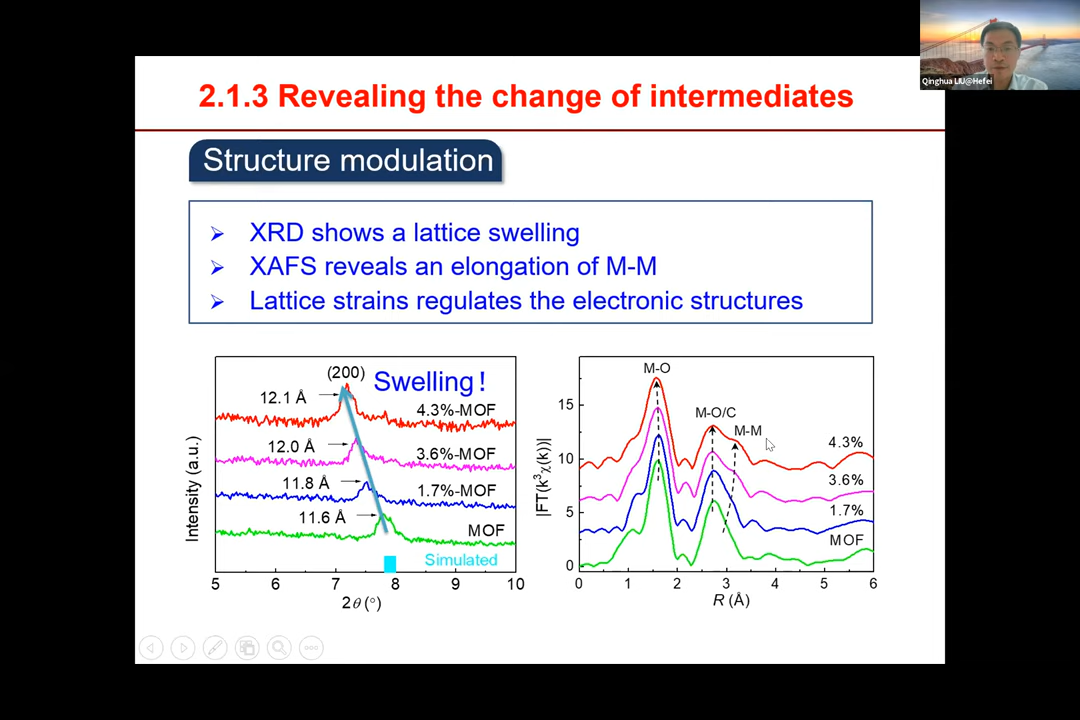 Qinghua LIU@Hefei
2.1.3 Revealing the change of intermediates
Structure modulation
XRD shows a lattice swelling
XAFS reveals an elongation of M-M
Lattice strains regulates the electronic structures
(200)
Swelling!
12.1 Å
4.3%-MOF
12.0 Å
3.6%-MOF
11.8 Å
1.7%-MOF
11.6 Å
MOF
Simulated
Intensity (a.u.)
5 6 7 8 9 10
2θ (°)
M-O
M-O/C
M-M
4.3%
3.6%
1.7%
MOF
15
10
5
0
|FT(k³χ(k))|
0 1 2 3 4 5 6
R (Å)